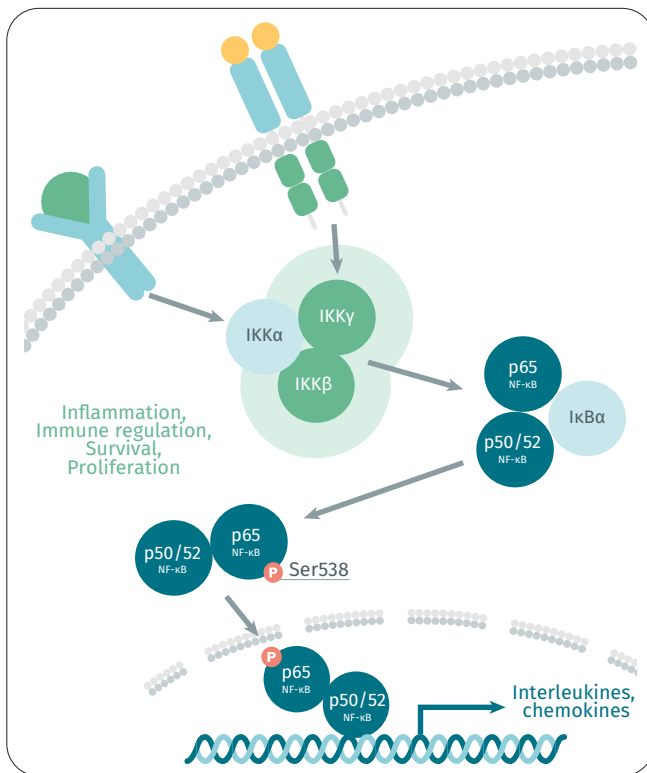 IKKγ
IKKα
IKKβ
p65
NF-κB
IκBα
p50/52
NF-κB
Inflammation,
Immune regulation,
Survival,
Proliferation
p65
NF-κB
p50/52
NF-κB
P
Ser538
P
p65
NF-κB
p50/52
NF-κB
Interleukines,
chemokines